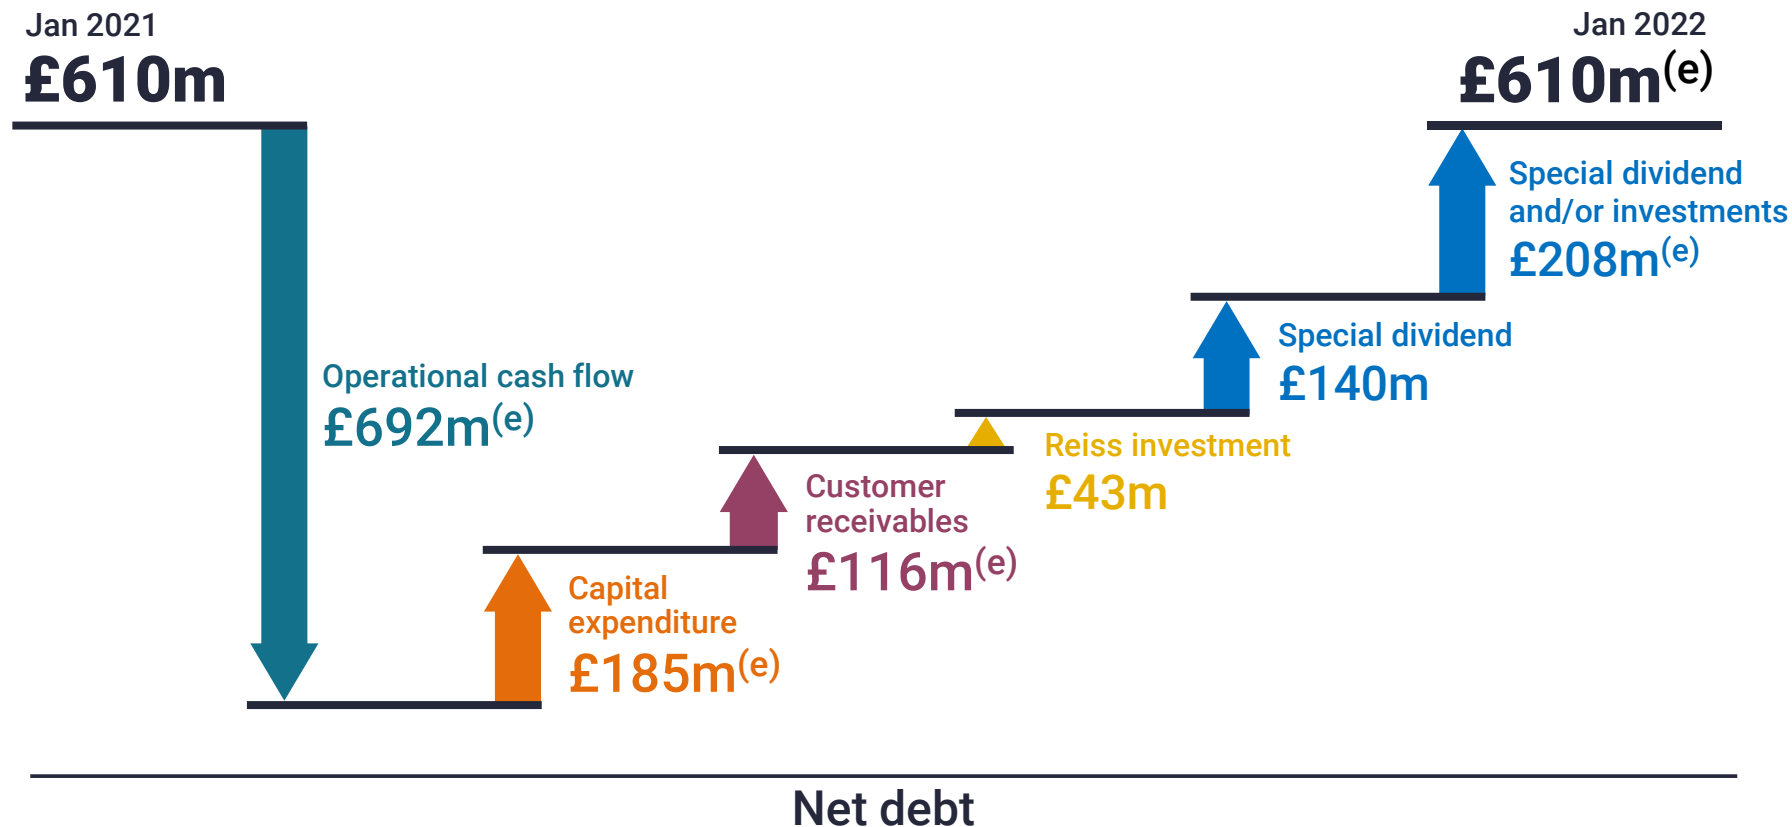 Jan 2021
£610m
Jan 2022
£610m(e)
Operational cash flow
£692m(e)
Capital
expenditure
£185m(e)
Customer
receivables
£116m(e)
Reiss investment
£43m
Special dividend
£140m
Special dividend
and/or investments
£208m(e)
Net debt